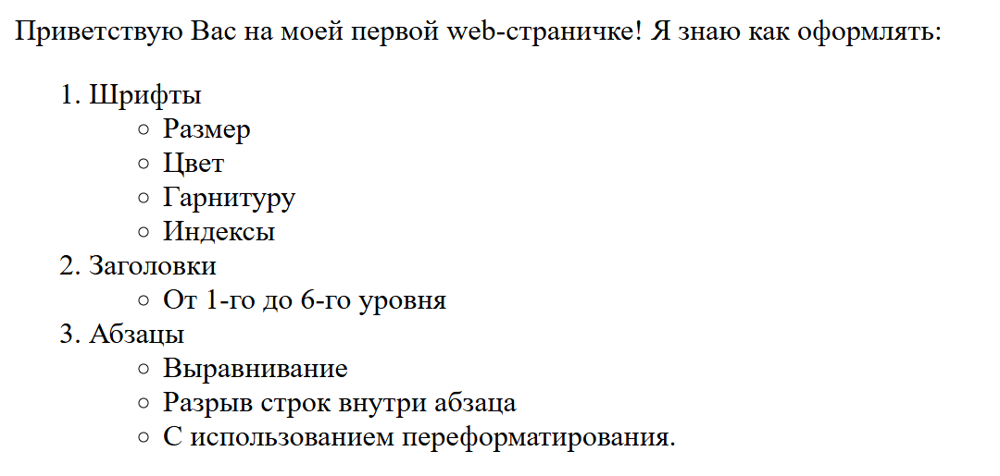 Приветствую Вас на моей первой web-страничке! Я знаю как оформлять:
1. Шрифты
○ Размер
○ Цвет
○ Гарнитуру
○ Индексы
2. Заголовки
○ От 1-го до 6-го уровня
3. Абзацы
○ Выравнивание
○ Разрыв строк внутри абзаца
○ С использованием переформатирования.